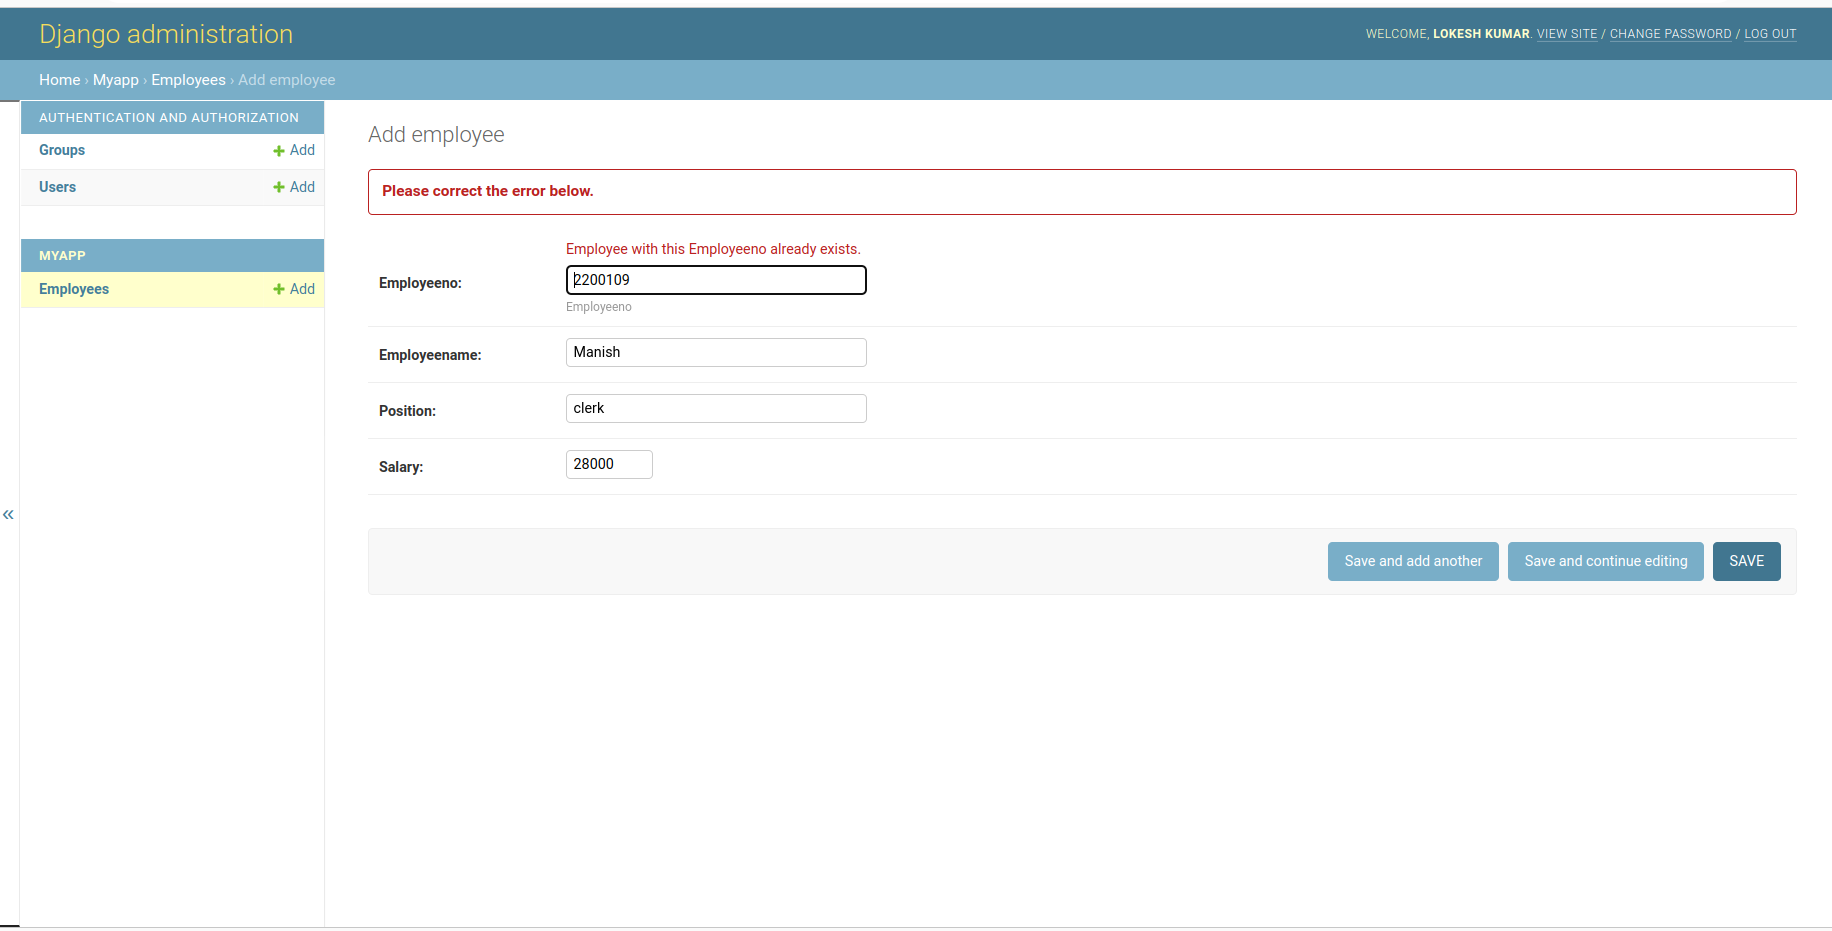 Django administration
WELCOME, LOKESH KUMAR. VIEW SITE / CHANGE PASSWORD / LOG OUT
Home › Myapp › Employees › Add employee
AUTHENTICATION AND AUTHORIZATION
Groups + Add
Users + Add
MYAPP
Employees + Add
«
Add employee
Please correct the error below.
Employee with this Employeeno already exists.
Employeeno: 2200109
Employeeno
Employeename: Manish
Position: clerk
Salary: 28000
Save and add another Save and continue editing SAVE